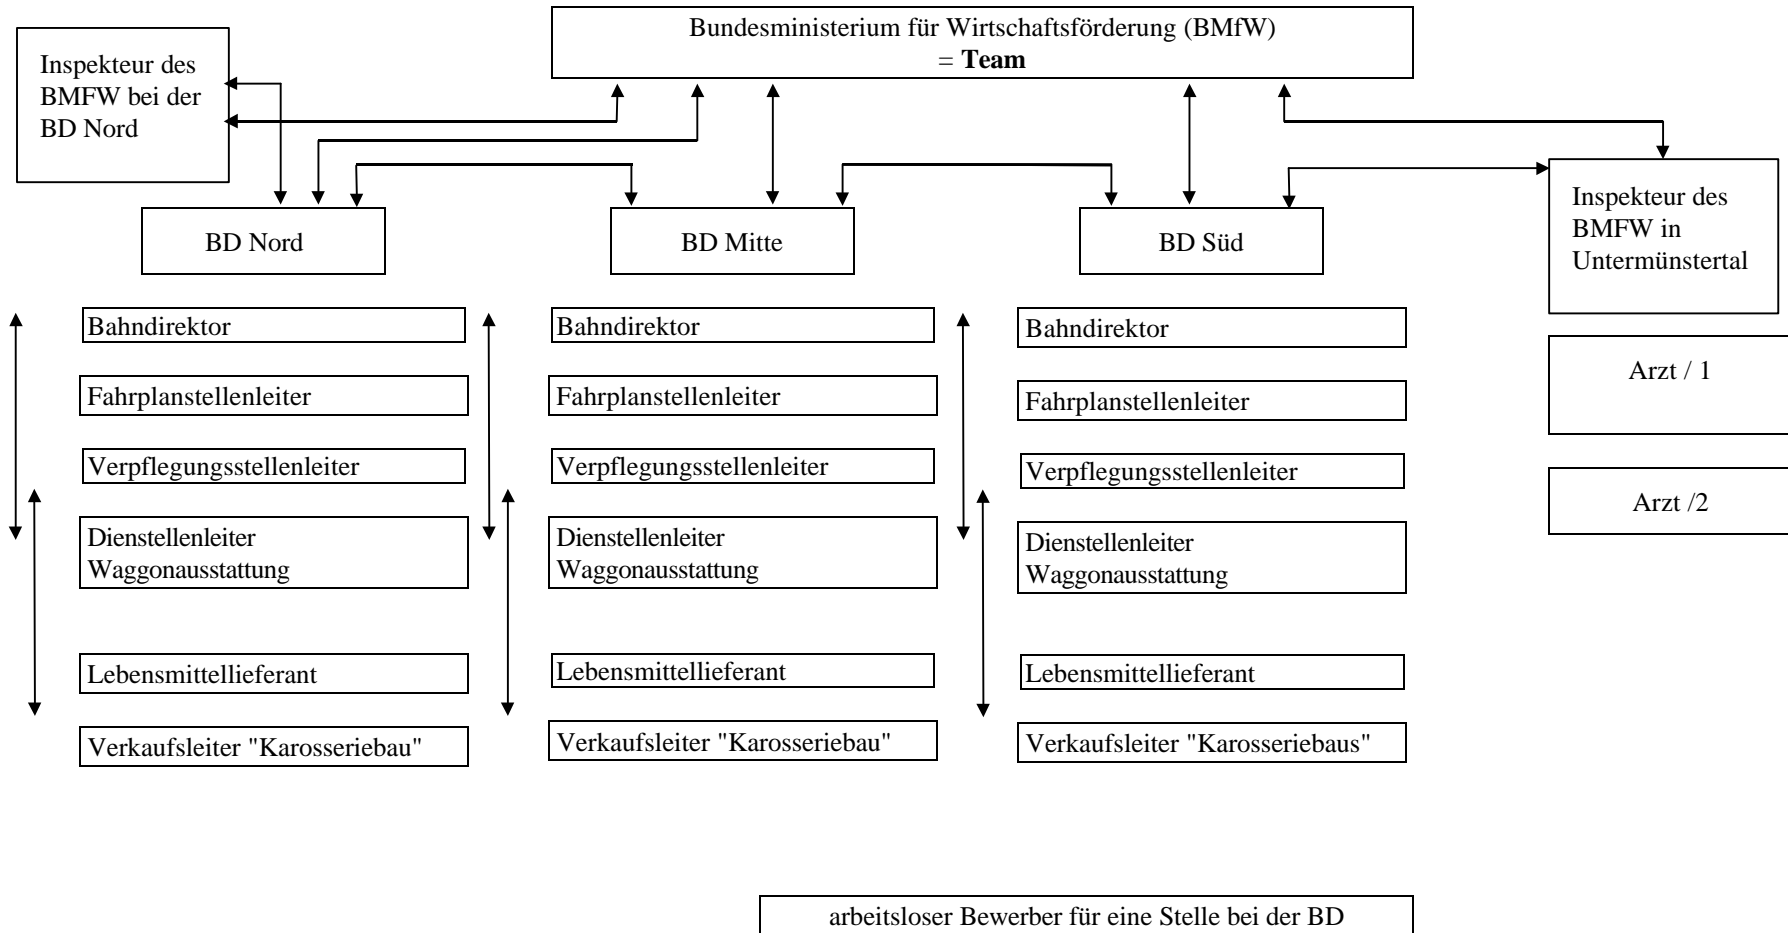 Bundesministerium für Wirtschaftsförderung (BMfW)
= Team
Inspekteur des
BMFW bei der
BD Nord
BD Nord
BD Mitte
BD Süd
Inspekteur des
BMFW in
Untermünstertal
Bahndirektor
Fahrplanstellenleiter
Verpflegungsstellenleiter
Dienstellenleiter
Waggonausstattung
Lebensmittellieferant
Verkaufsleiter "Karosseriebau"
Bahndirektor
Fahrplanstellenleiter
Verpflegungsstellenleiter
Dienstellenleiter
Waggonausstattung
Lebensmittellieferant
Verkaufsleiter "Karosseriebau"
Bahndirektor
Fahrplanstellenleiter
Verpflegungsstellenleiter
Dienstellenleiter
Waggonausstattung
Lebensmittellieferant
Verkaufsleiter "Karosseriebaus"
Arzt / 1
Arzt /2
arbeitsloser Bewerber für eine Stelle bei der BD